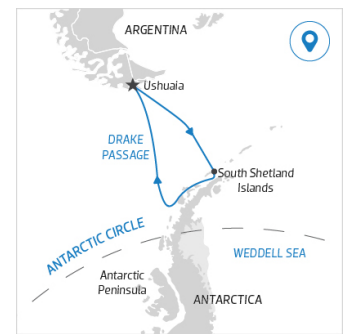 ARGENTINA
Ushuaia
DRAKE
PASSAGE
South Shetland
Islands
ANTARCTIC CIRCLE
WEDDELL SEA
Antarctic
Peninsula
ANTARCTICA